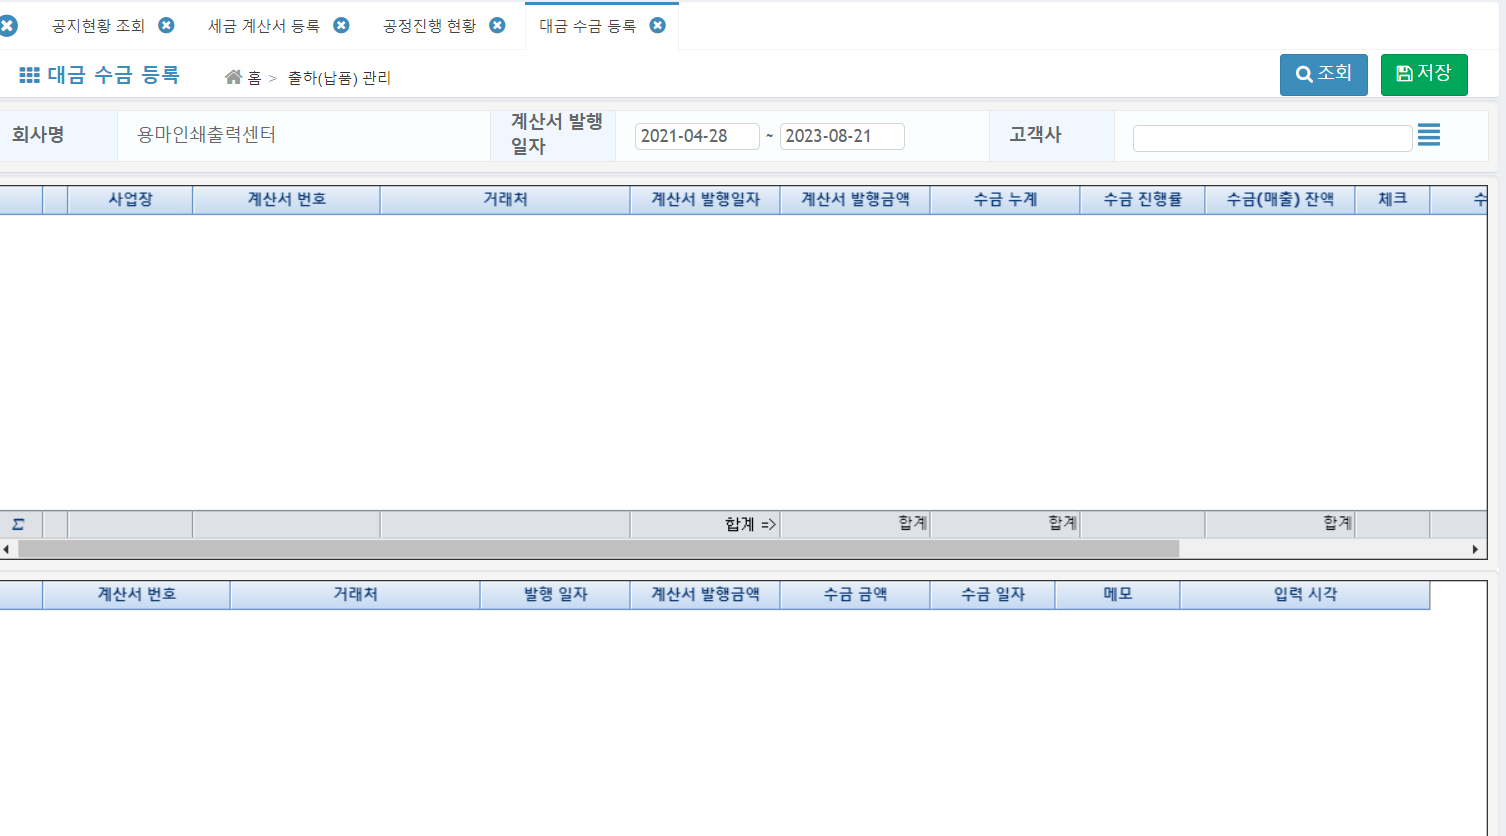 공지현황 조회 세금 계산서 등록 공정진행 현황 대금 수금 등록
대금 수금 등록 홈 > 출하(납품) 관리 조회 저장
회사명 용마인쇄출력센터 계산서 발행 일자 2021-04-28 ~ 2023-08-21 고객사
사업장 계산서 번호 거래처 계산서 발행일자 계산서 발행금액 수금 누계 수금 진행률 수금(매출) 잔액 체크 수
Σ 합계 => 합계 합계 합계
계산서 번호 거래처 발행 일자 계산서 발행금액 수금 금액 수금 일자 메모 입력 시각